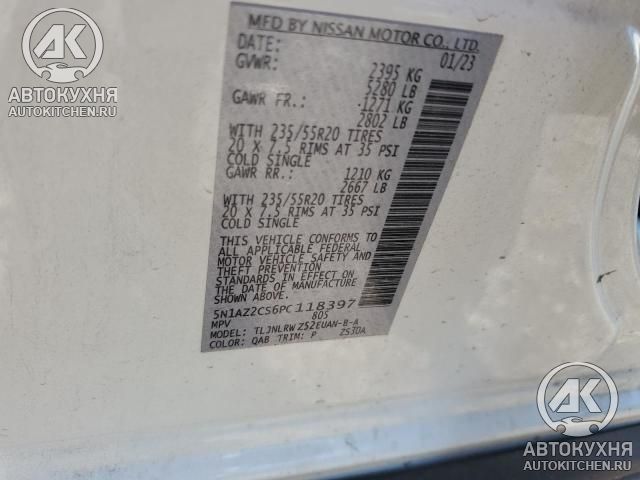 MFD BY NISSAN MOTOR CO., LTD.
DATE: 01/23
GVWR: 2395 KG
5280 LB
GAWR FR.: 1271 KG
2802 LB
WITH 235/55R20 TIRES
20 X 7.5 RIMS AT 35 PSI
COLD SINGLE
GAWR RR.: 1210 KG
2667 LB
WITH 235/55R20 TIRES
20 X 7.5 RIMS AT 35 PSI
COLD SINGLE
THIS VEHICLE CONFORMS TO
ALL APPLICABLE FEDERAL
MOTOR VEHICLE SAFETY AND
THEFT PREVENTION
STANDARDS IN EFFECT ON THE
DATE OF MANUFACTURE SHOWN
ABOVE.
5N1AZ2CS6PC118397
MPV 805
MODEL: TLJNLRWZ52EUAN-B-A
COLOR: QAB TRIM: P ZS3DA
АК
АВТОКУХНЯ
AUTOKITCHEN.RU
АК
АВТОКУХНЯ
AUTOKITCHEN.RU